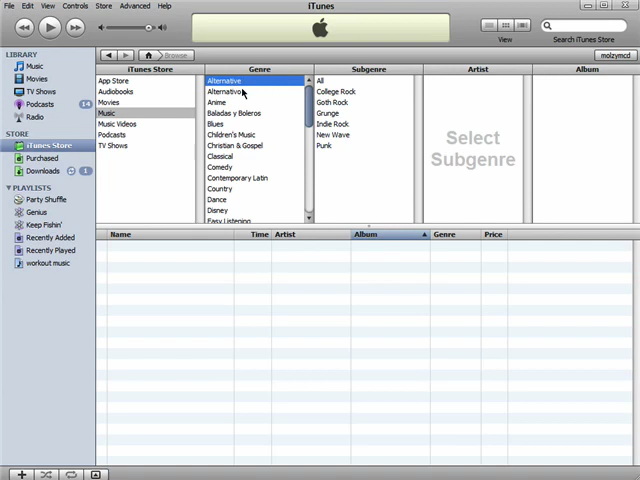 iTunes
File Edit View Controls Store Advanced Help
View
Search iTunes Store
LIBRARY
Music
Movies
TV Shows
Podcasts 14
Radio
STORE
iTunes Store
Purchased
Downloads 1
PLAYLISTS
Party Shuffle
Genius
Keep Fishin'
Recently Added
Recently Played
workout music
Browse
molzymcd
iTunes Store
App Store
Audiobooks
Movies
Music
Music Videos
Podcasts
TV Shows
Genre
Alternative
Alternativo
Anime
Baladas y Boleros
Blues
Children's Music
Christian & Gospel
Classical
Comedy
Contemporary Latin
Country
Dance
Disney
Easy Listening
Subgenre
All
College Rock
Goth Rock
Grunge
Indie Rock
New Wave
Punk
Artist
Select
Subgenre
Album
Name Time Artist Album Genre Price